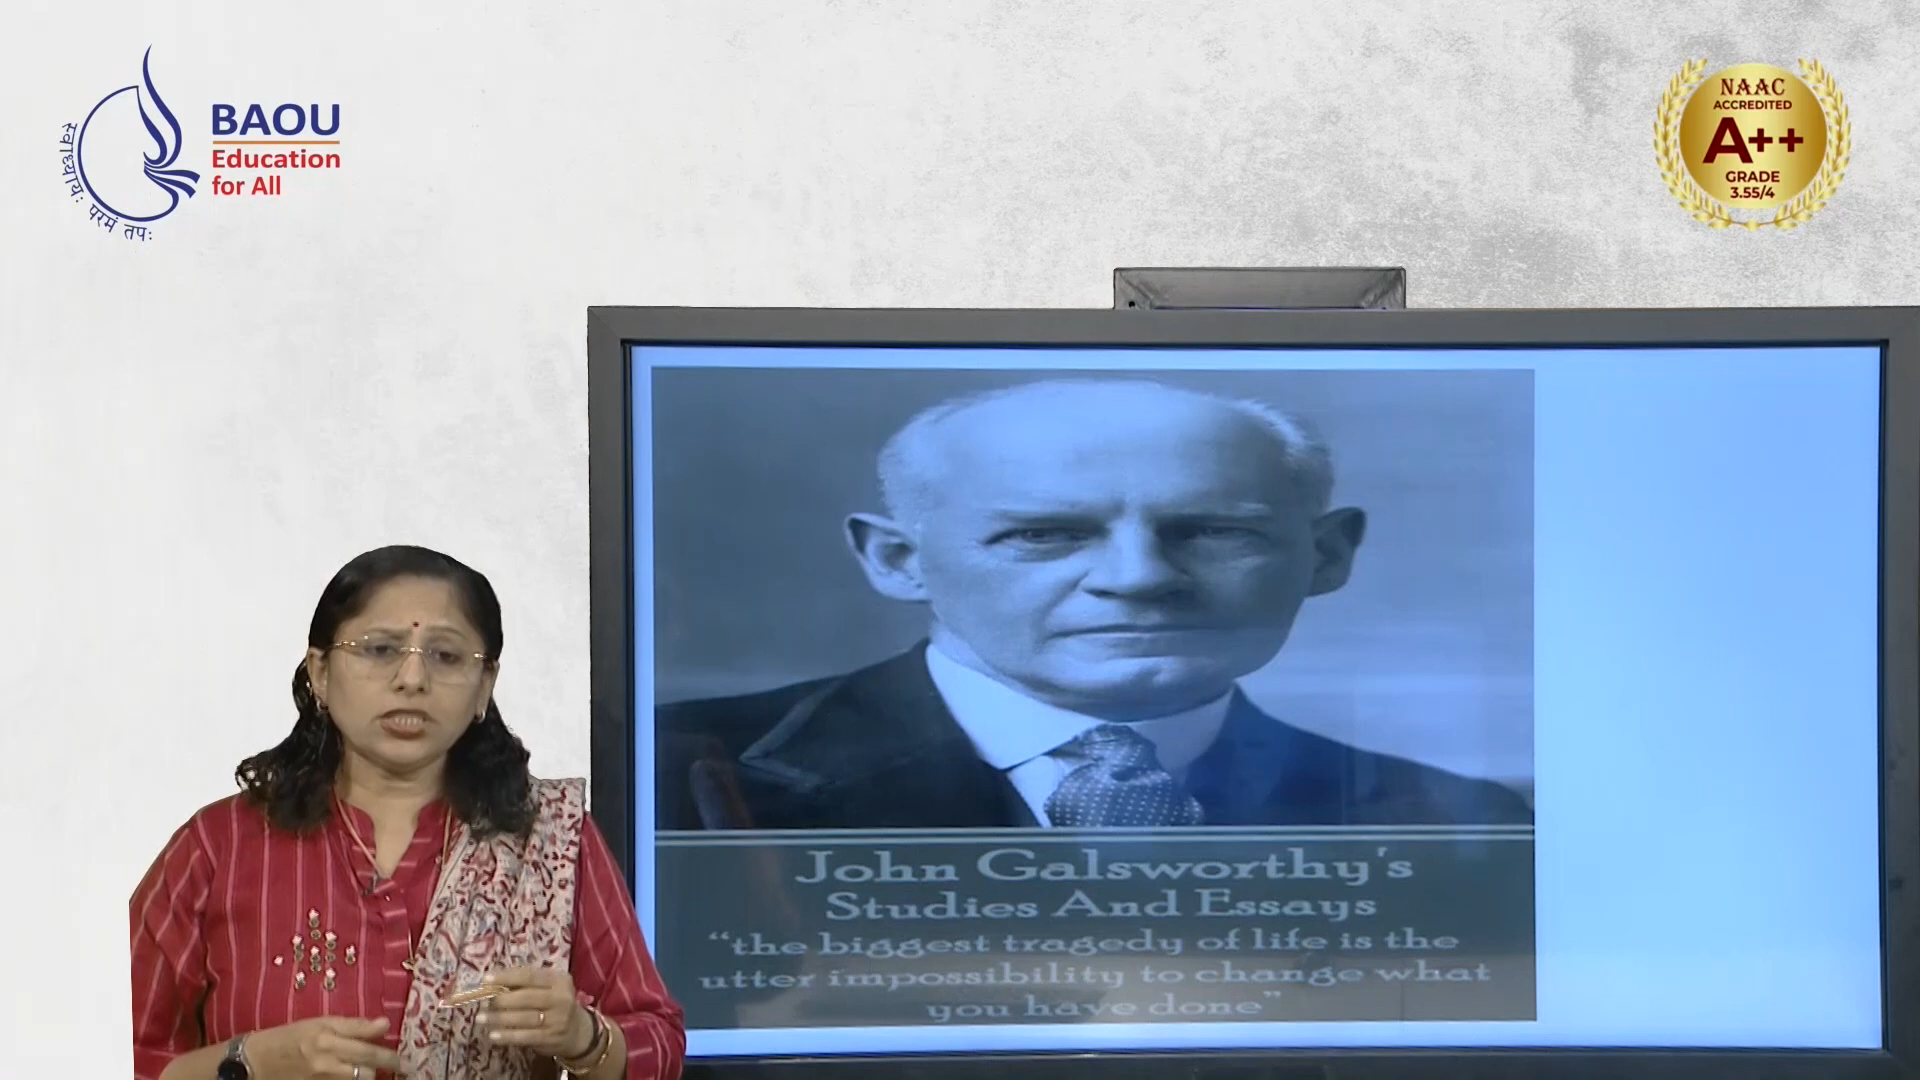 स्वाध्यायः परमं तपः
BAOU
Education
for All
NAAC
ACCREDITED
A++
GRADE
3.55/4
John Galsworthy's
Studies And Essays
“the biggest tragedy of life is the
utter impossibility to change what
you have done”